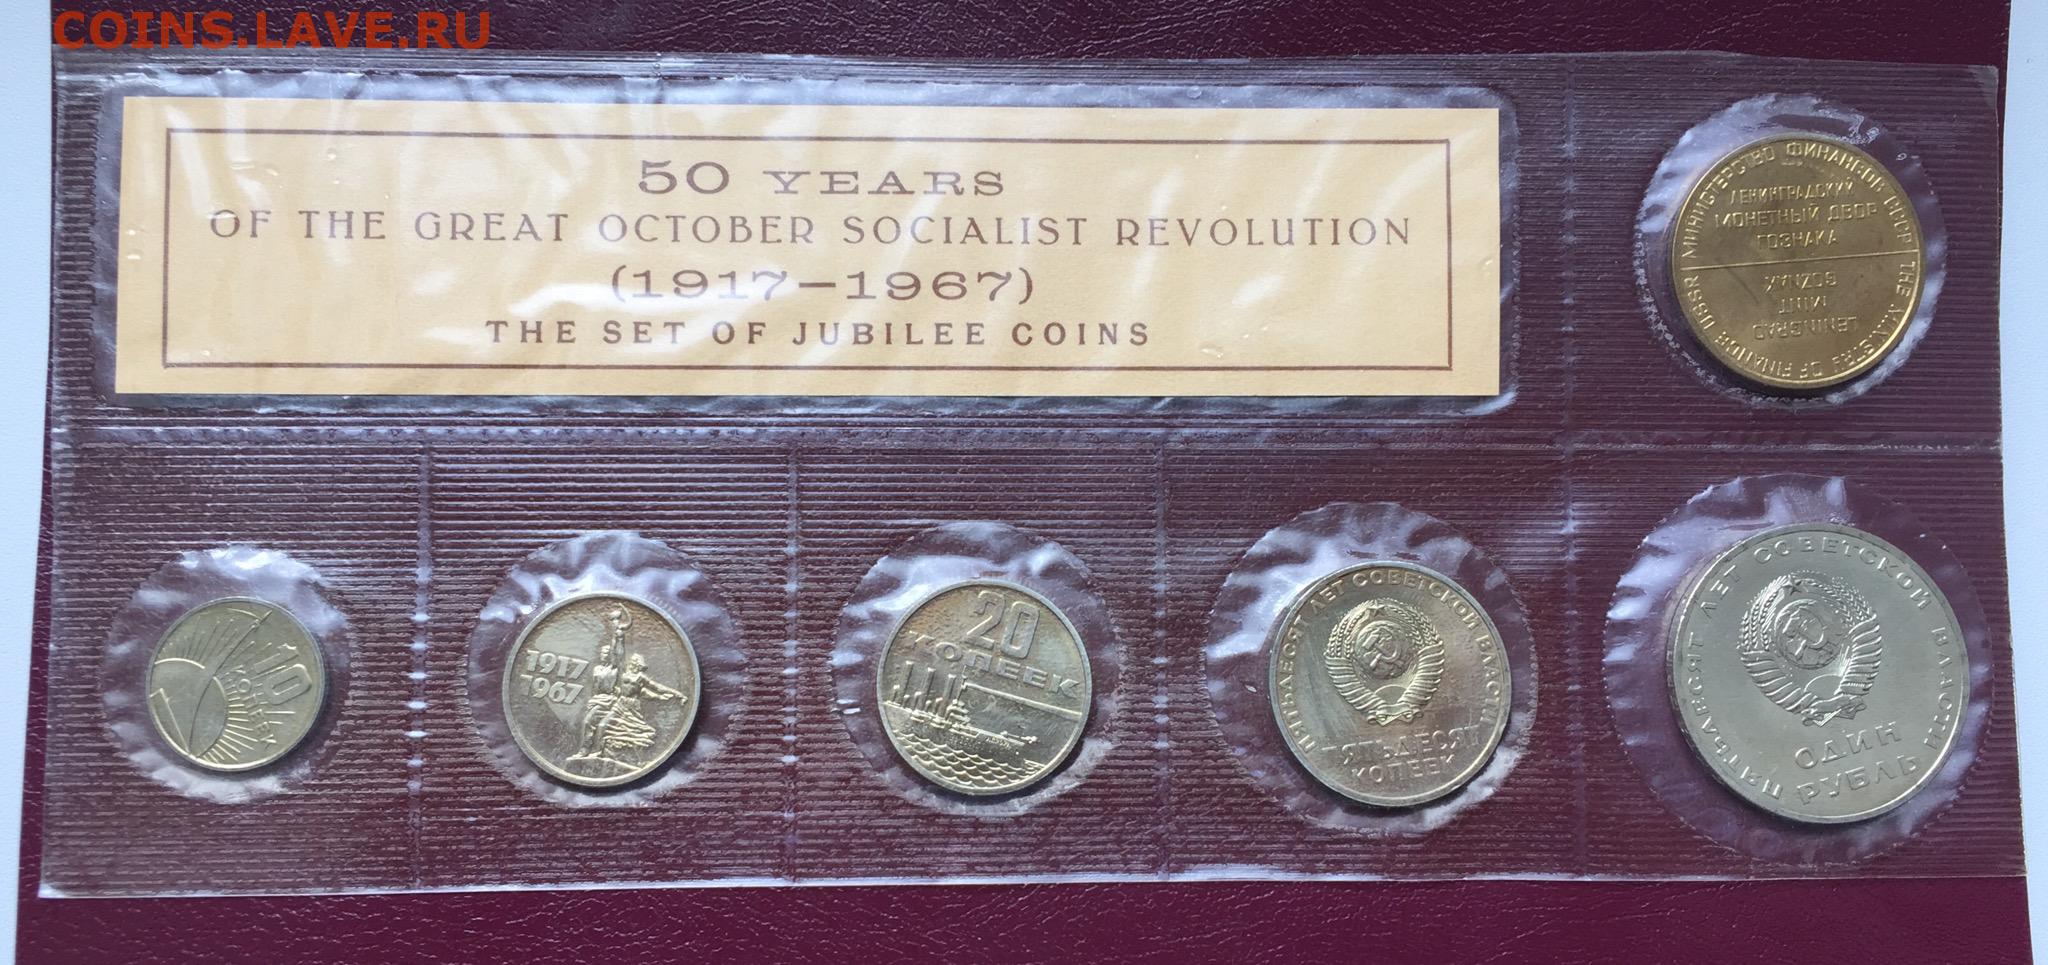 COINS.LAVE.RU
50 YEARS
OF THE GREAT OCTOBER SOCIALIST REVOLUTION
(1917-1967)
THE SET OF JUBILEE COINS
МИНИСТЕРСТВО ФИНАНСОВ СССР
ЛЕНИНГРАДСКИЙ
МОНЕТНЫЙ ДВОР
ГОЗНАКА
THE MINISTRY OF FINANCE USSR
LENINGRAD
MINT
GOZNAK
10
КОПЕЕК
1917
1967
20
КОПЕЕК
ПЯТЬДЕСЯТ ЛЕТ СОВЕТСКОЙ ВЛАСТИ
ПЯТЬДЕСЯТ
КОПЕЕК
ПЯТЬДЕСЯТ ЛЕТ СОВЕТСКОЙ ВЛАСТИ
ОДИН
РУБЛЬ